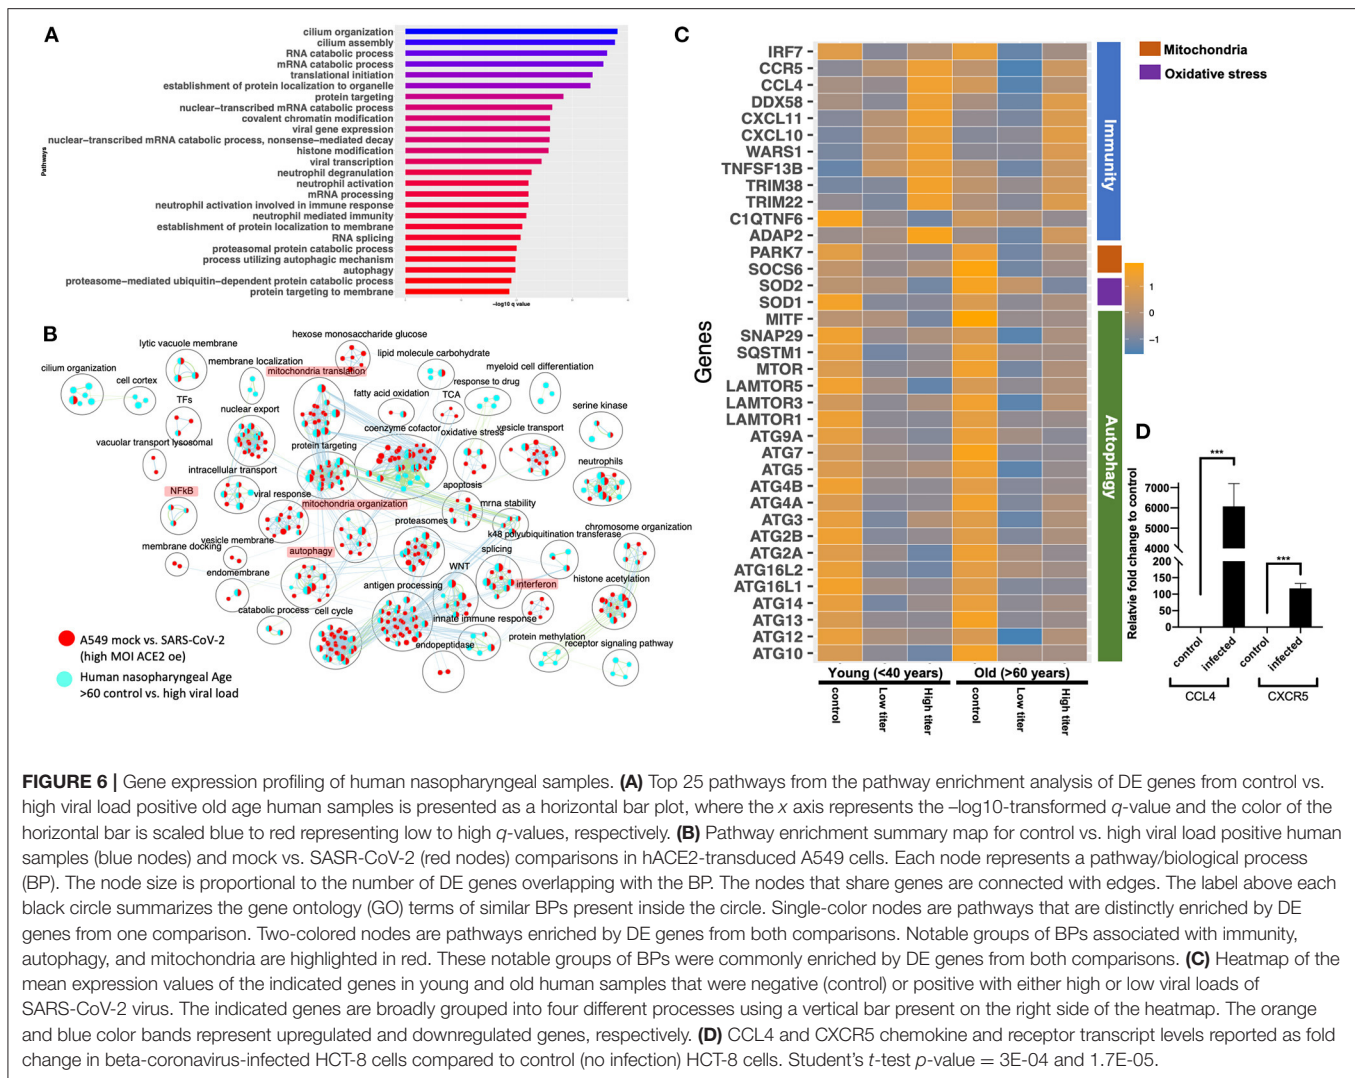 A
cilium organization
cilium assembly
RNA catabolic process
mRNA catabolic process
translational initiation
establishment of protein localization to organelle
protein targeting
nuclear−transcribed mRNA catabolic process
covalent chromatin modification
viral gene expression
nuclear−transcribed mRNA catabolic process, nonsense−mediated decay
histone modification
viral transcription
neutrophil degranulation
neutrophil activation
mRNA processing
neutrophil activation involved in immune response
neutrophil mediated immunity
establishment of protein localization to membrane
RNA splicing
proteasomal protein catabolic process
process utilizing autophagic mechanism
autophagy
proteasome−mediated ubiquitin−dependent protein catabolic process
protein targeting to membrane
Pathways
−log10 q value
B
hexose monosaccharide glucose
lytic vacuole membrane
lipid molecule carbohydrate
membrane localization
myeloid cell differentiation
cilium organization
mitochondria translation
cell cortex
response to drug
fatty acid oxidation
TCA
TFs
nuclear export
serine kinase
coenzyme cofactor
oxidative stress
vesicle transport
vacuolar transport lysosomal
protein targeting
neutrophils
intracellular transport
apoptosis
NFkB
viral response
mitochondria organization
mrna stability
proteasomes
chromosome organization
k48 polyubiquitination transferase
vesicle membrane
membrane docking
autophagy
splicing
endomembrane
WNT
antigen processing
interferon
histone acetylation
catabolic process
cell cycle
innate immune response
protein methylation
receptor signaling pathway
endopeptidase
A549 mock vs. SARS-CoV-2
(high MOI ACE2 oe)
Human nasopharyngeal Age
>60 control vs. high viral load
C
Genes
IRF7
CCR5
CCL4
DDX58
CXCL11
CXCL10
WARS1
TNFSF13B
TRIM38
TRIM22
C1QTNF6
ADAP2
PARK7
SOCS6
SOD2
SOD1
MITF
SNAP29
SQSTM1
MTOR
LAMTOR5
LAMTOR3
LAMTOR1
ATG9A
ATG7
ATG5
ATG4B
ATG4A
ATG3
ATG2B
ATG2A
ATG16L2
ATG16L1
ATG14
ATG13
ATG12
ATG10
Young (<40 years)
Old (>60 years)
control
Low titer
High titer
control
Low titer
High titer
Immunity
Autophagy
Mitochondria
Oxidative stress
1
0
−1
D
Relatvie fold change to control
7000
6000
5000
4000
200
150
100
50
0
***
***
control
infected
control
infected
CCL4
CXCR5
FIGURE 6 | Gene expression profiling of human nasopharyngeal samples. (A) Top 25 pathways from the pathway enrichment analysis of DE genes from control vs.
high viral load positive old age human samples is presented as a horizontal bar plot, where the x axis represents the –log10-transformed q-value and the color of the
horizontal bar is scaled blue to red representing low to high q-values, respectively. (B) Pathway enrichment summary map for control vs. high viral load positive human
samples (blue nodes) and mock vs. SASR-CoV-2 (red nodes) comparisons in hACE2-transduced A549 cells. Each node represents a pathway/biological process
(BP). The node size is proportional to the number of DE genes overlapping with the BP. The nodes that share genes are connected with edges. The label above each
black circle summarizes the gene ontology (GO) terms of similar BPs present inside the circle. Single-color nodes are pathways that are distinctly enriched by DE
genes from one comparison. Two-colored nodes are pathways enriched by DE genes from both comparisons. Notable groups of BPs associated with immunity,
autophagy, and mitochondria are highlighted in red. These notable groups of BPs were commonly enriched by DE genes from both comparisons. (C) Heatmap of the
mean expression values of the indicated genes in young and old human samples that were negative (control) or positive with either high or low viral loads of
SARS-CoV-2 virus. The indicated genes are broadly grouped into four different processes using a vertical bar present on the right side of the heatmap. The orange
and blue color bands represent upregulated and downregulated genes, respectively. (D) CCL4 and CXCR5 chemokine and receptor transcript levels reported as fold
change in beta-coronavirus-infected HCT-8 cells compared to control (no infection) HCT-8 cells. Student's t-test p-value = 3E-04 and 1.7E-05.